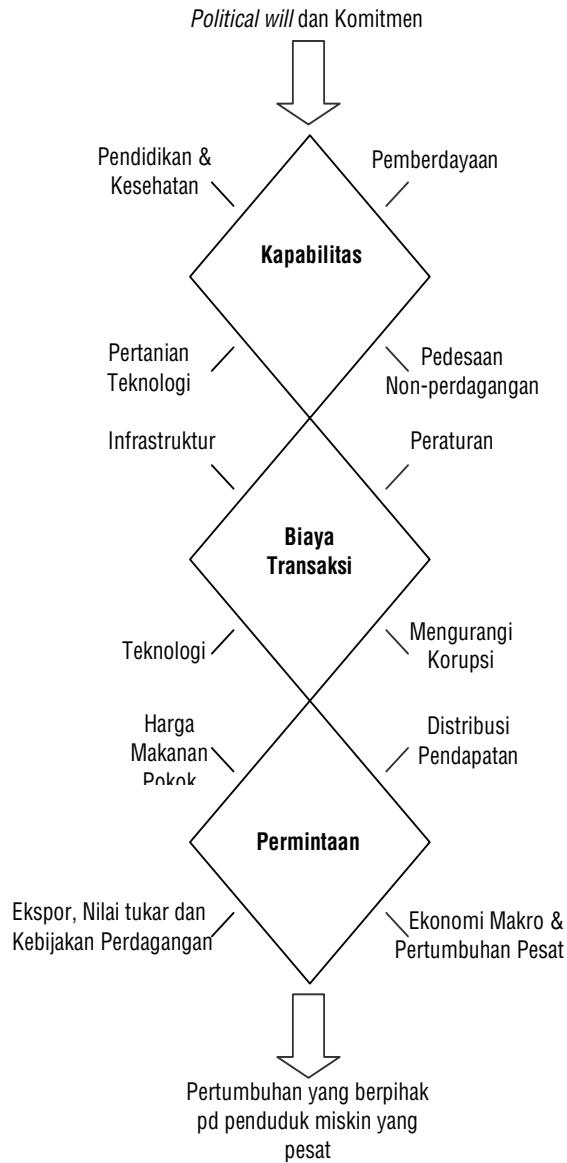 Political will dan Komitmen
Pendidikan &
Kesehatan
Pemberdayaan
Kapabilitas
Pertanian
Teknologi
Pedesaan
Non-perdagangan
Infrastruktur
Peraturan
Biaya
Transaksi
Teknologi
Mengurangi
Korupsi
Harga
Makanan
Pokok
Distribusi
Pendapatan
Permintaan
Ekspor, Nilai tukar dan
Kebijakan Perdagangan
Ekonomi Makro &
Pertumbuhan Pesat
Pertumbuhan yang berpihak
pd penduduk miskin yang
pesat